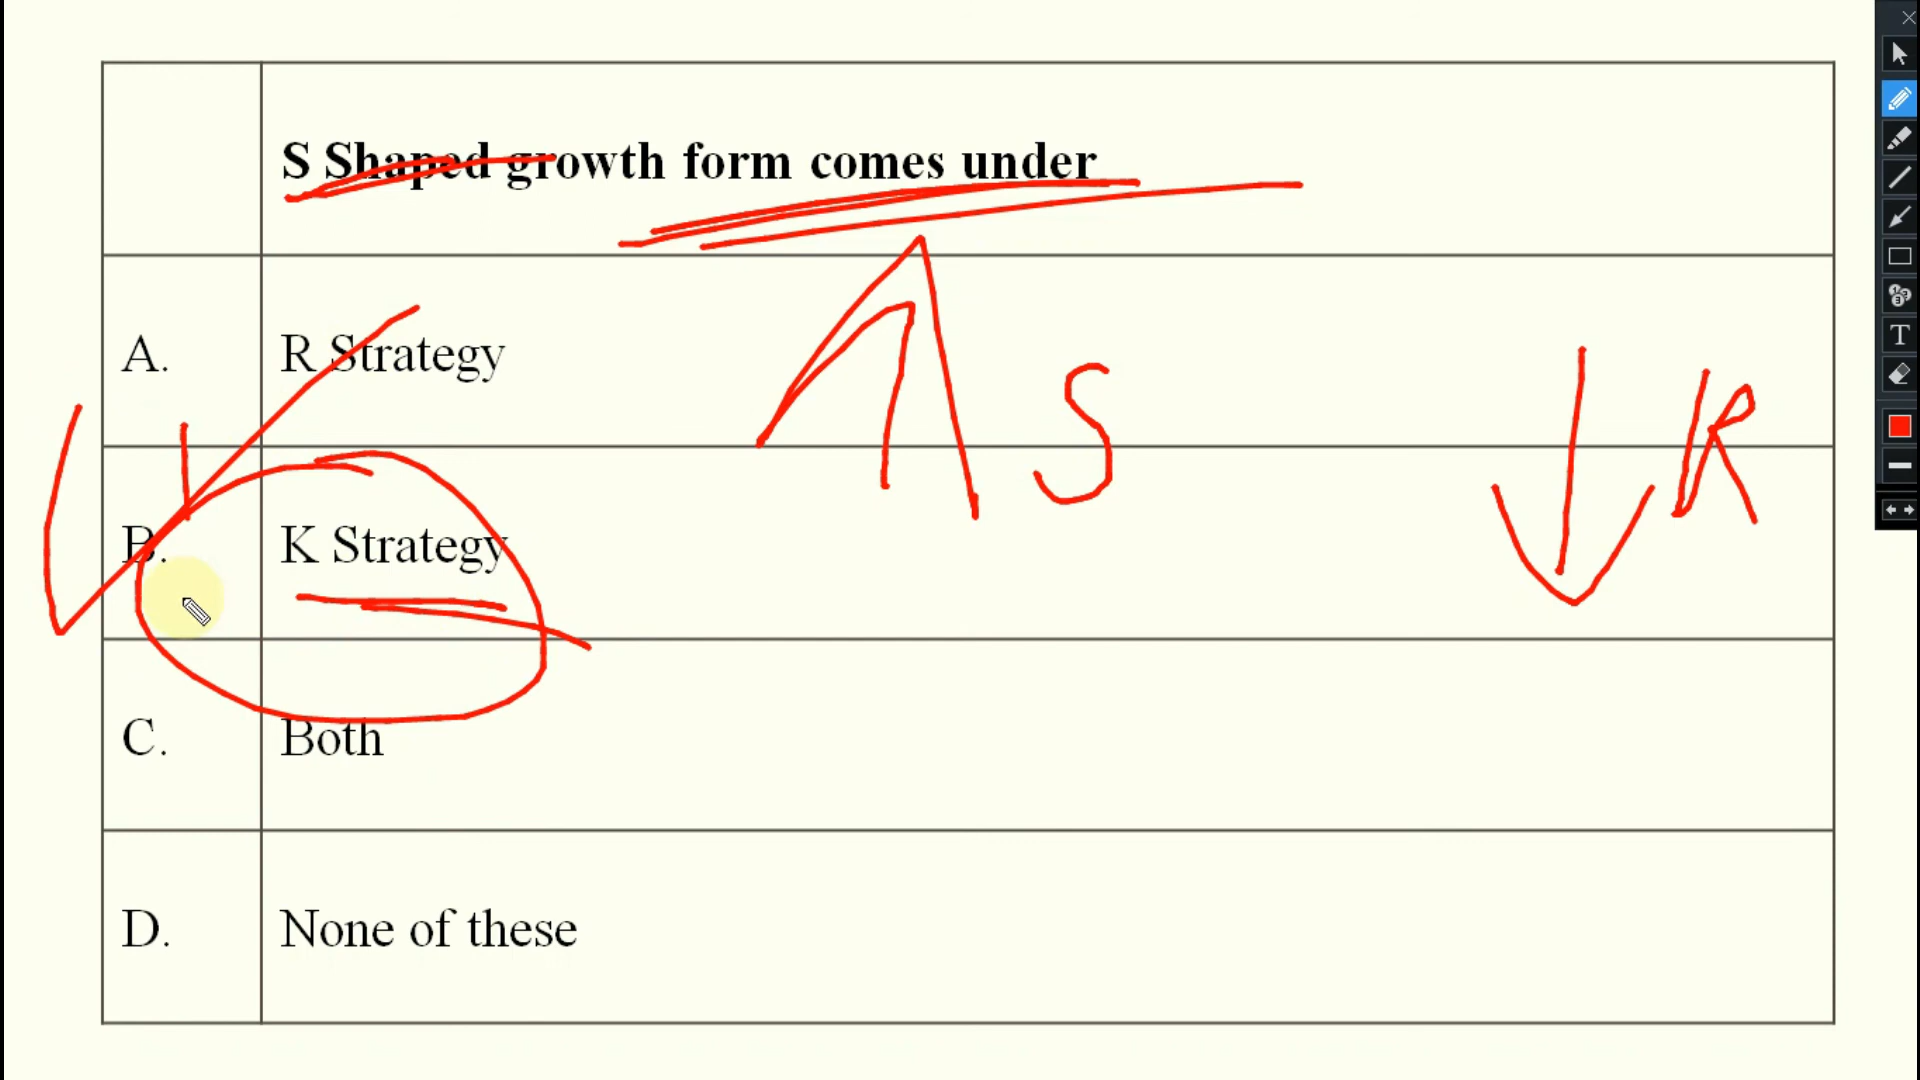 S Shaped growth form comes under
A. R Strategy
B. K Strategy
C. Both
D. None of these
S
R